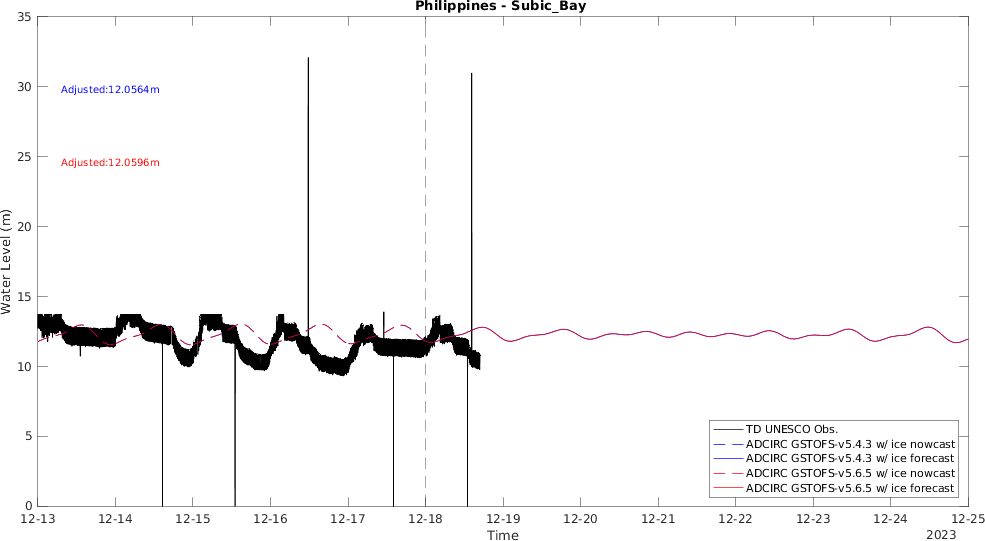 Philippines - Subic_Bay
35
30
25
20
15
10
5
0
Water Level (m)
Adjusted:12.0564m
Adjusted:12.0596m
TD UNESCO Obs.
ADCIRC GSTOFS-v5.4.3 w/ ice nowcast
ADCIRC GSTOFS-v5.4.3 w/ ice forecast
ADCIRC GSTOFS-v5.6.5 w/ ice nowcast
ADCIRC GSTOFS-v5.6.5 w/ ice forecast
12-13 12-14 12-15 12-16 12-17 12-18 12-19 12-20 12-21 12-22 12-23 12-24 12-25
Time
2023